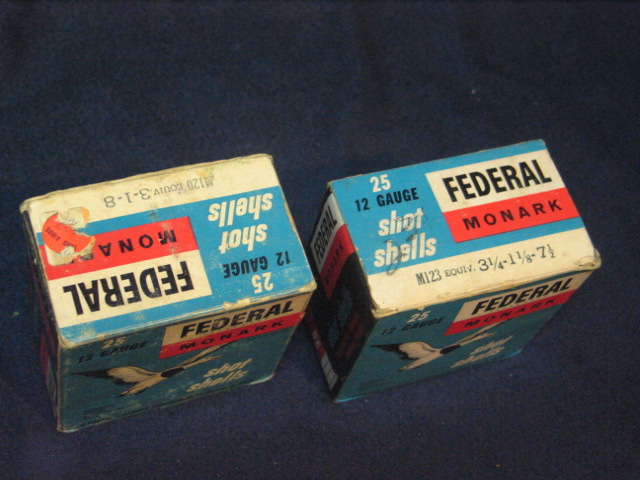 M120 EQUIV. 3-1-8
FEDERAL
MONARK
25
12 GAUGE
shot
shells
25
12 GAUGE
FEDERAL
MONARK
shot
shells
25
12 GAUGE
shot
shells
FEDERAL
MONARK
M123 EQUIV. 3¼-1⅛-7½
FEDERAL
MONARK
25
12 GAUGE
FEDERAL
MONARK
shot
shells